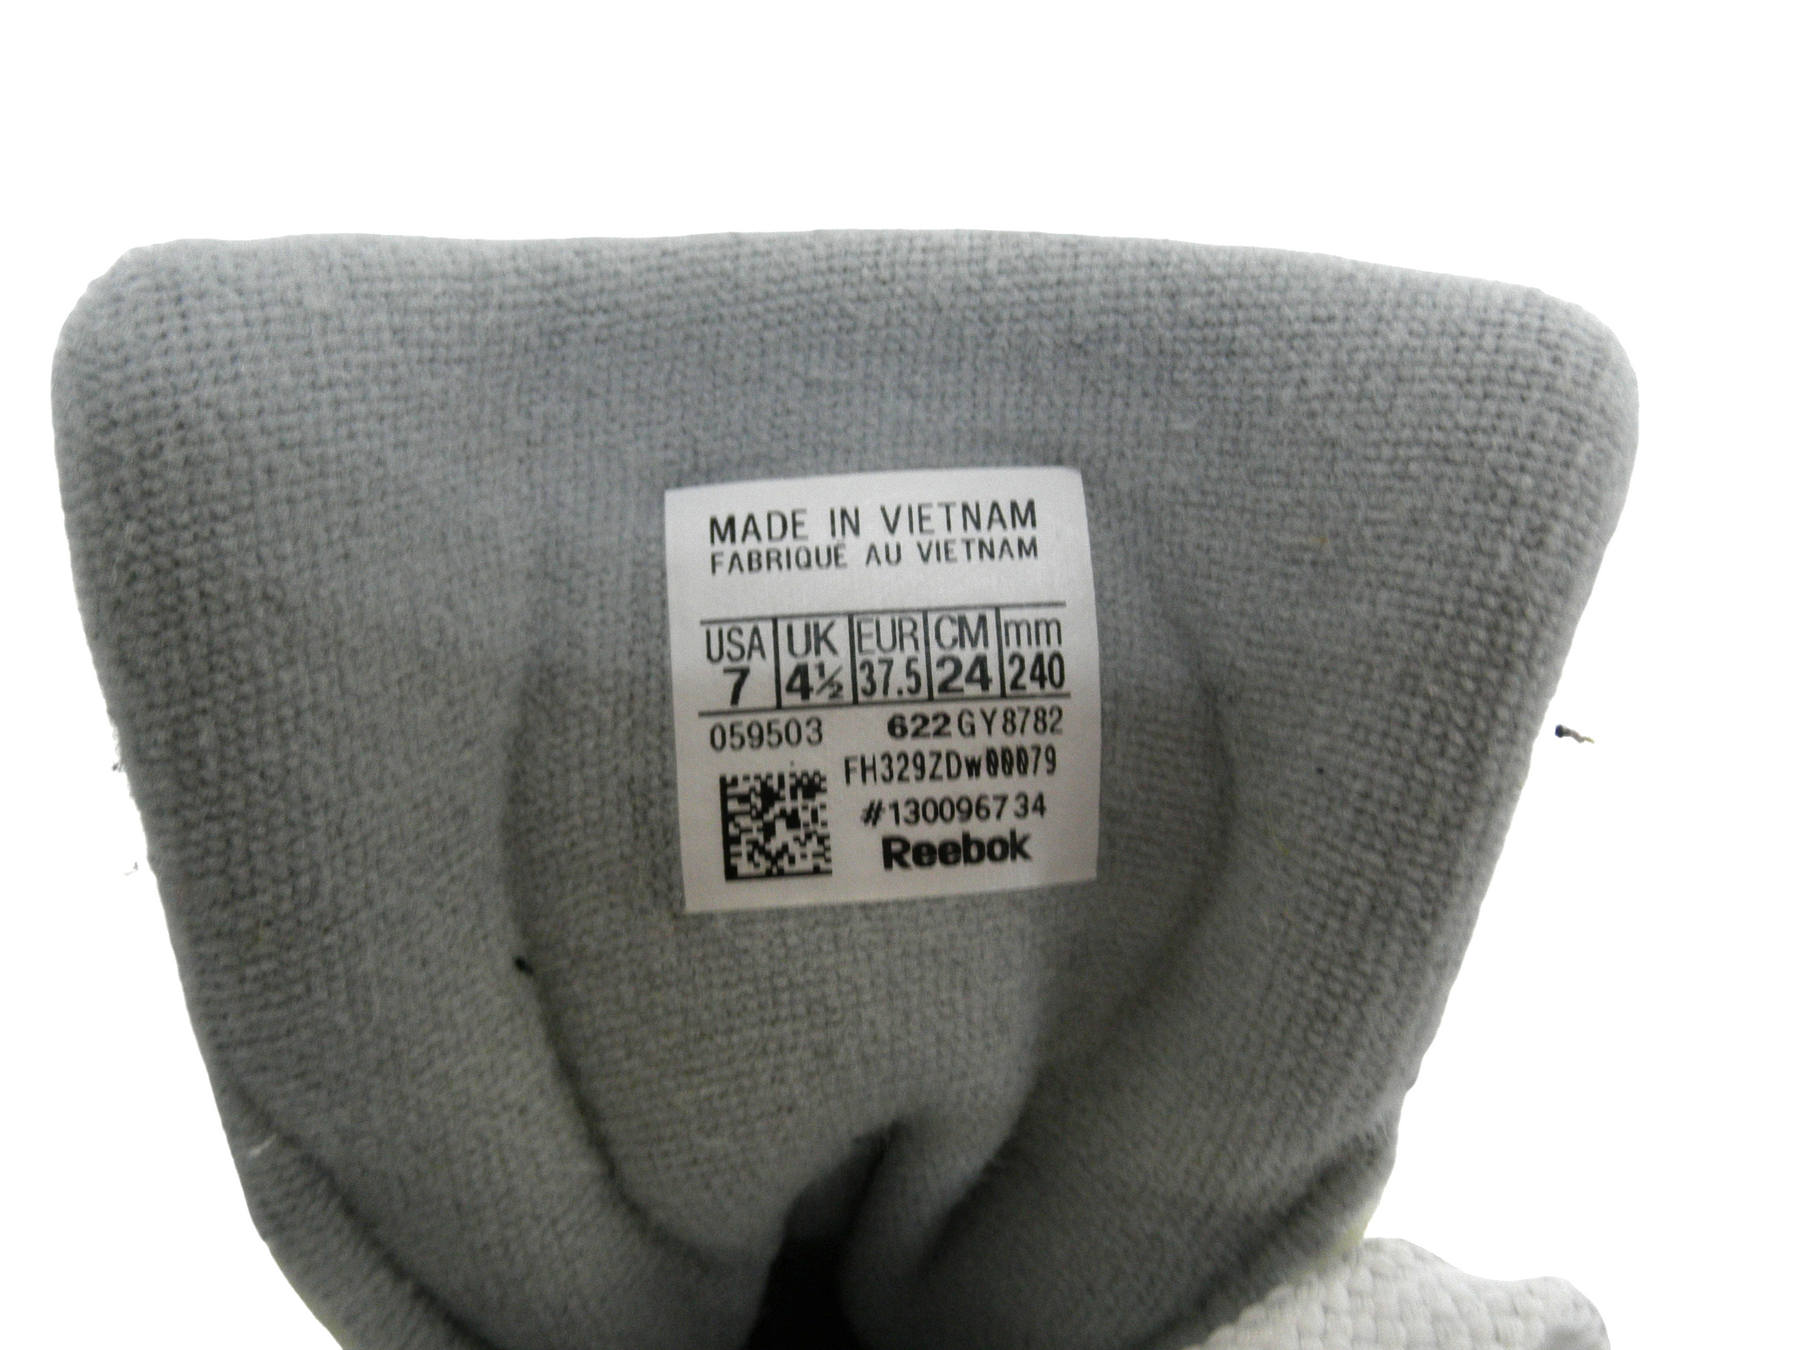 MADE IN VIETNAM
FABRIQUÉ AU VIETNAM
USA UK EUR CM mm
7 4½ 37.5 24 240
059503 622 GY8782
FH329ZDw00079
#130096734
Reebok